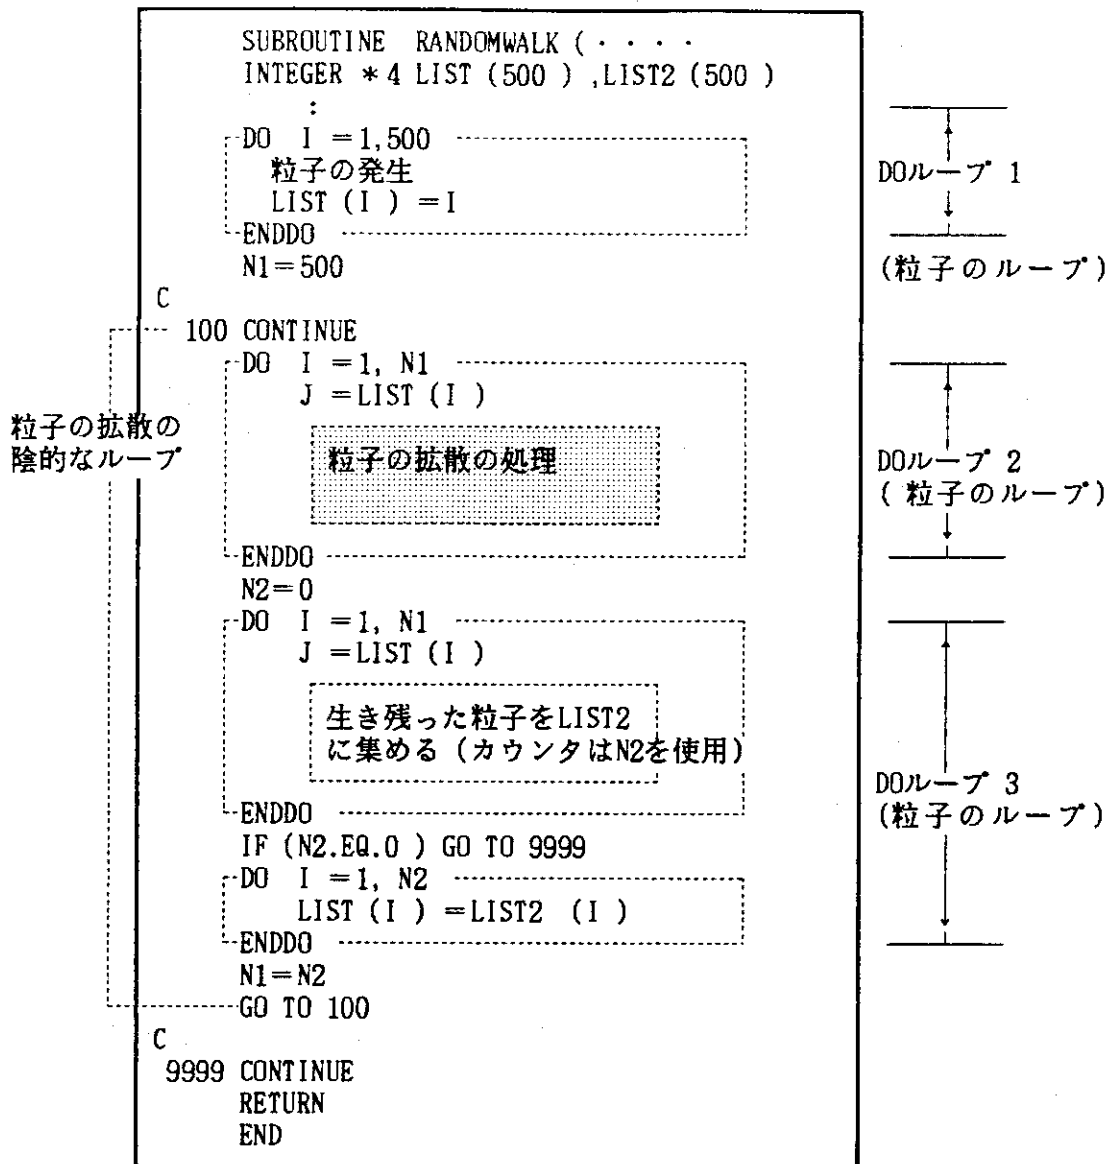 SUBROUTINE RANDOMWALK (・・・・
INTEGER *4 LIST (500 ) ,LIST2 (500 )
:
DO I =1,500
粒子の発生
LIST (I ) =I
ENDDO
N1=500
DOループ 1
(粒子のループ)
C
100 CONTINUE
DO I =1, N1
J =LIST (I )
粒子の拡散の処理
ENDDO
粒子の拡散の
陰的なループ
DOループ 2
( 粒子のループ)
N2=0
DO I =1, N1
J =LIST (I )
生き残った粒子をLIST2
に集める (カウンタはN2を使用)
ENDDO
IF (N2.EQ.0 ) GO TO 9999
DO I =1, N2
LIST (I ) =LIST2 (I )
ENDDO
DOループ 3
(粒子のループ)
N1=N2
GO TO 100
C
9999 CONTINUE
RETURN
END